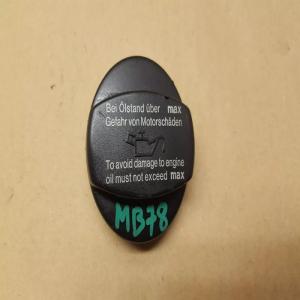 Bei Ölstand über max
Gefahr von Motorschäden
To avoid damage to engine
oil must not exceed max
MB78